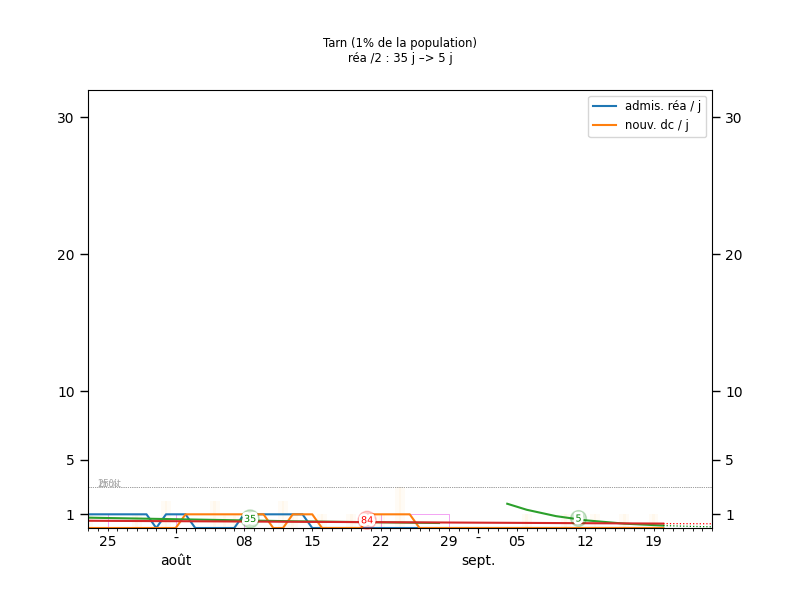 Tarn (1% de la population)
réa /2 : 35 j –> 5 j
admis. réa / j
nouv. dc / j
30 30
20 20
10 10
5 5
1 1
35 84 5
25 - 08 15 22 29 - 05 12 19
août sept.